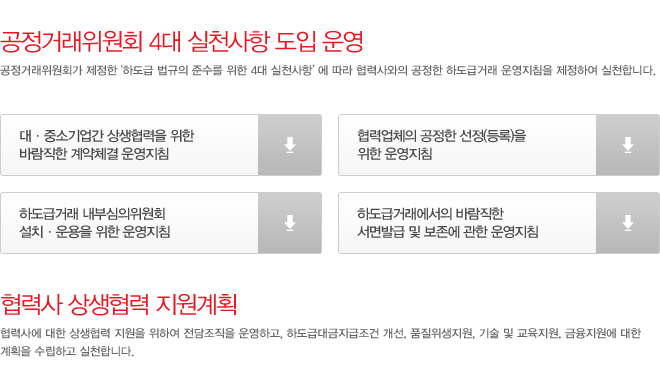 공정거래위원회 4대 실천사항 도입 운영
공정거래위원회가 제정한 '하도급 법규의 준수를 위한 4대 실천사항' 에 따라 협력사와의 공정한 하도급거래 운영지침을 제정하여 실천합니다.
대 · 중소기업간 상생협력을 위한
바람직한 계약체결 운영지침
협력업체의 공정한 선정(등록)을
위한 운영지침
하도급거래 내부심의위원회
설치 · 운용을 위한 운영지침
하도급거래에서의 바람직한
서면발급 및 보존에 관한 운영지침
협력사 상생협력 지원계획
협력사에 대한 상생협력 지원을 위하여 전담조직을 운영하고, 하도급대금지급조건 개선, 품질위생지원, 기술 및 교육지원, 금융지원에 대한
계획을 수립하고 실천합니다.